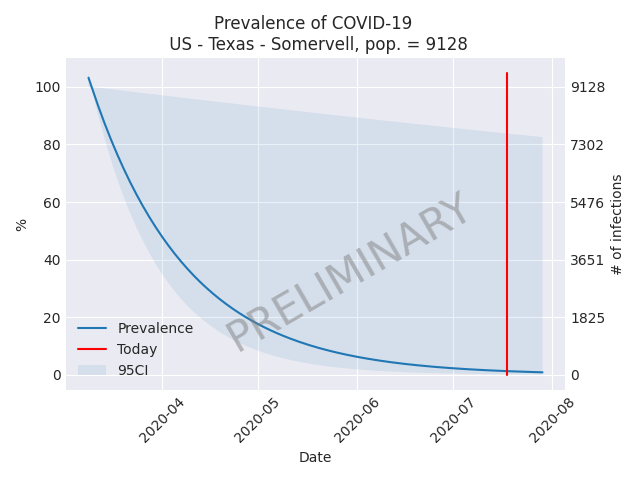 Prevalence of COVID-19
US - Texas - Somervell, pop. = 9128
100
80
60
40
20
0
%
9128
7302
5476
3651
1825
0
# of infections
PRELIMINARY
Prevalence
Today
95CI
2020-04
2020-05
2020-06
2020-07
2020-08
Date